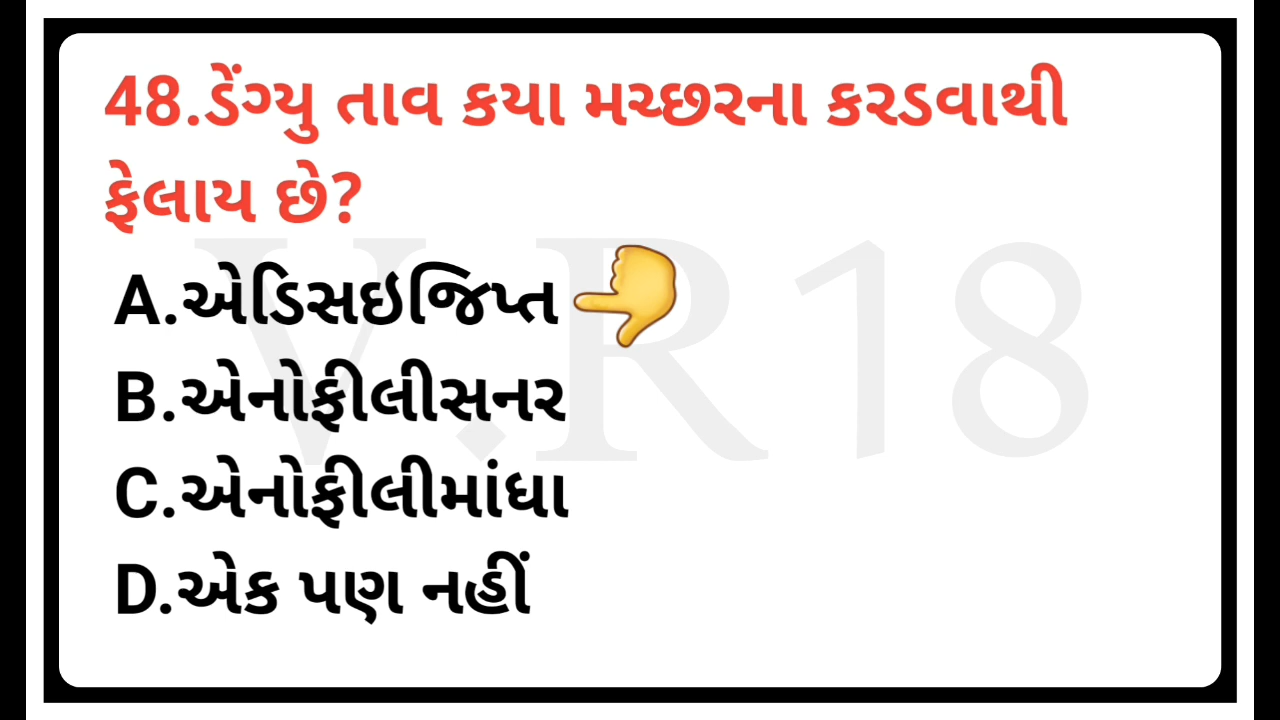 48.ડેંગ્યુ તાવ કયા મચ્છરના કરડવાથી
ફેલાય છે?
A.એડિસઇજિપ્ત
B.એનોફીલીસનર
C.એનોફીલીમાંધા
D.એક પણ નહીં
V.R18